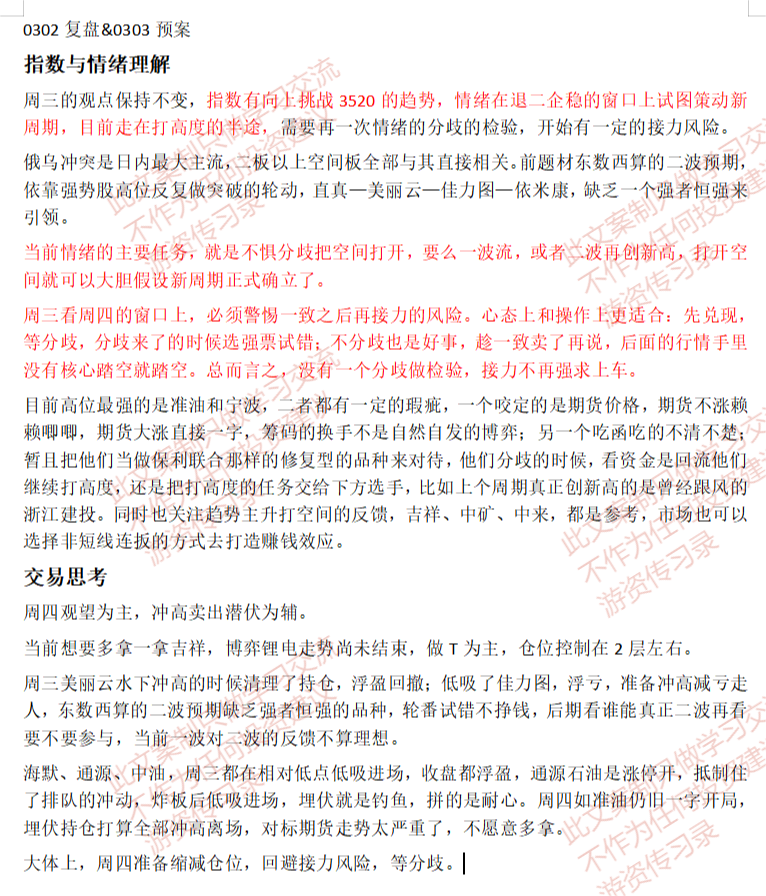 0302复盘&0303预案
指数与情绪理解
周三的观点保持不变，指数有向上挑战3520的趋势，情绪在退二企稳的窗口上试图策动新
周期，目前走在打高度的半途，需要再一次情绪的分歧的检验，开始有一定的接力风险。
俄乌冲突是日内最大主流，二板以上空间板全部与其直接相关。前题材东数西算的二波预期，
依靠强势股高位反复做突破的轮动，直真—美丽云—佳力图—依米康，缺乏一个强者恒强来
引领。
当前情绪的主要任务，就是不惧分歧把空间打开，要么一波流，或者二波再创新高，打开空
间就可以大胆假设新周期正式确立了。
周三看周四的窗口上，必须警惕一致之后再接力的风险。心态上和操作上更适合：先兑现，
等分歧，分歧来了的时候选强票试错；不分歧也是好事，趁一致卖了再说，后面的行情手里
没有核心踏空就踏空。总而言之，没有一个分歧做检验，接力不再强求上车。
目前高位最强的是准油和宁波，二者都有一定的瑕疵，一个咬定的是期货价格，期货不涨赖
赖唧唧，期货大涨直接一字，筹码的换手不是自然自发的博弈；另一个吃函吃的不清不楚；
暂且把他们当做保利联合那样的修复型的品种来对待，他们分歧的时候，看资金是回流他们
继续打高度，还是把打高度的任务交给下方选手，比如上个周期真正创新高的是曾经跟风的
浙江建投。同时也关注趋势主升打空间的反馈，吉祥、中矿、中来，都是参考，市场也可以
选择非短线连扳的方式去打造赚钱效应。
交易思考
周四观望为主，冲高卖出潜伏为辅。
当前想要多拿一拿吉祥，博弈锂电走势尚未结束，做T为主，仓位控制在2层左右。
周三美丽云水下冲高的时候清理了持仓，浮盈回撤；低吸了佳力图，浮亏，准备冲高减亏走
人，东数西算的二波预期缺乏强者恒强的品种，轮番试错不挣钱，后期看谁能真正二波再看
要不要参与，当前一波对二波的反馈不算理想。
海默、通源、中油，周三都在相对低点低吸进场，收盘都浮盈，通源石油是涨停开，抵制住
了排队的冲动，炸板后低吸进场，埋伏就是钓鱼，拼的是耐心。周四如准油仍旧一字开局，
埋伏持仓打算全部冲高离场，对标期货走势太严重了，不愿意多拿。
大体上，周四准备缩减仓位，回避接力风险，等分歧。